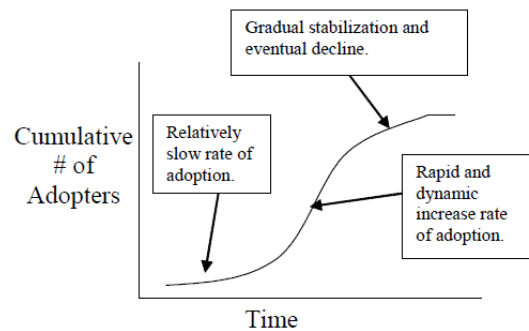 Gradual stabilization and
eventual decline.
Cumulative
# of
Adopters
Relatively
slow rate of
adoption.
Rapid and
dynamic
increase rate
of adoption.
Time